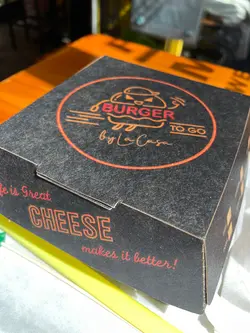 BURGER
TO GO
by La Casa
fe is Great
CHEESE
makes it better!